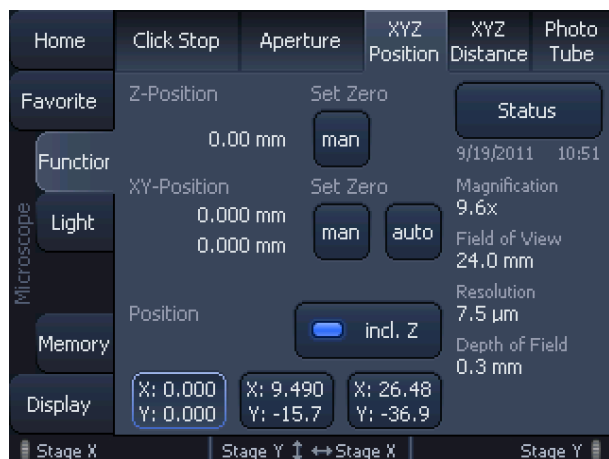 Home
Click Stop
Aperture
XYZ
Position
XYZ
Distance
Photo
Tube
Favorite
Function
Light
Microscope
Memory
Display
Z-Position
Set Zero
0.00 mm
man
XY-Position
Set Zero
0.000 mm
0.000 mm
man
auto
Position
incl. Z
X: 0.000
Y: 0.000
X: 9.490
Y: -15.7
X: 26.48
Y: -36.9
Status
9/19/2011 10:51
Magnification
9.6x
Field of View
24.0 mm
Resolution
7.5 µm
Depth of Field
0.3 mm
Stage X
Stage Y ↕ ↔ Stage X
Stage Y